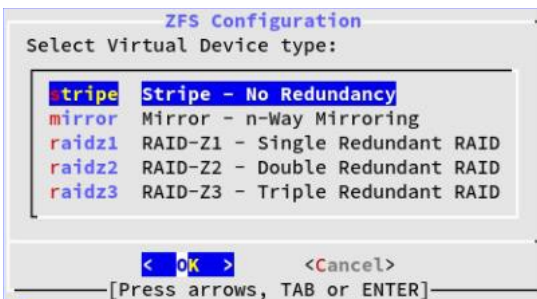 ZFS Configuration
Select Virtual Device type:
stripe Stripe - No Redundancy
mirror Mirror - n-Way Mirroring
raidz1 RAID-Z1 - Single Redundant RAID
raidz2 RAID-Z2 - Double Redundant RAID
raidz3 RAID-Z3 - Triple Redundant RAID
< OK > <Cancel>
[Press arrows, TAB or ENTER]